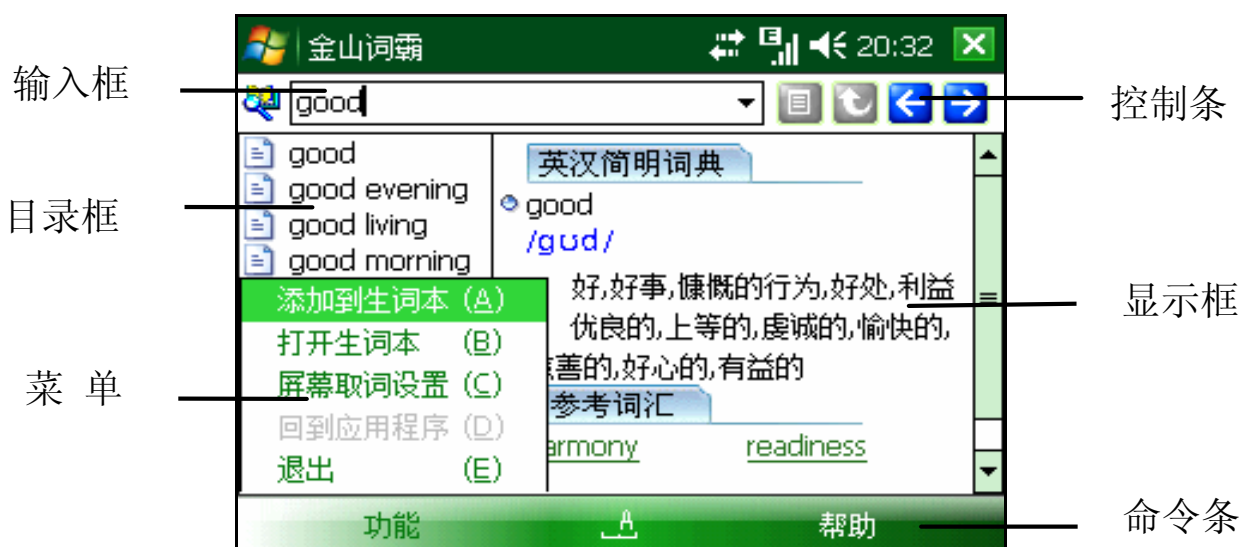 金山词霸 20:32
输入框
good
控制条
good
good evening
good living
good morning
目录框
英汉简明词典
good
/gʊd/
好,好事,慷慨的行为,好处,利益
优良的,上等的,虔诚的,愉快的,
善的,好心的,有益的
显示框
参考词汇
armony readiness
菜 单
添加到生词本 (A)
打开生词本 (B)
屏幕取词设置 (C)
回到应用程序 (D)
退出 (E)
功能 帮助
命令条